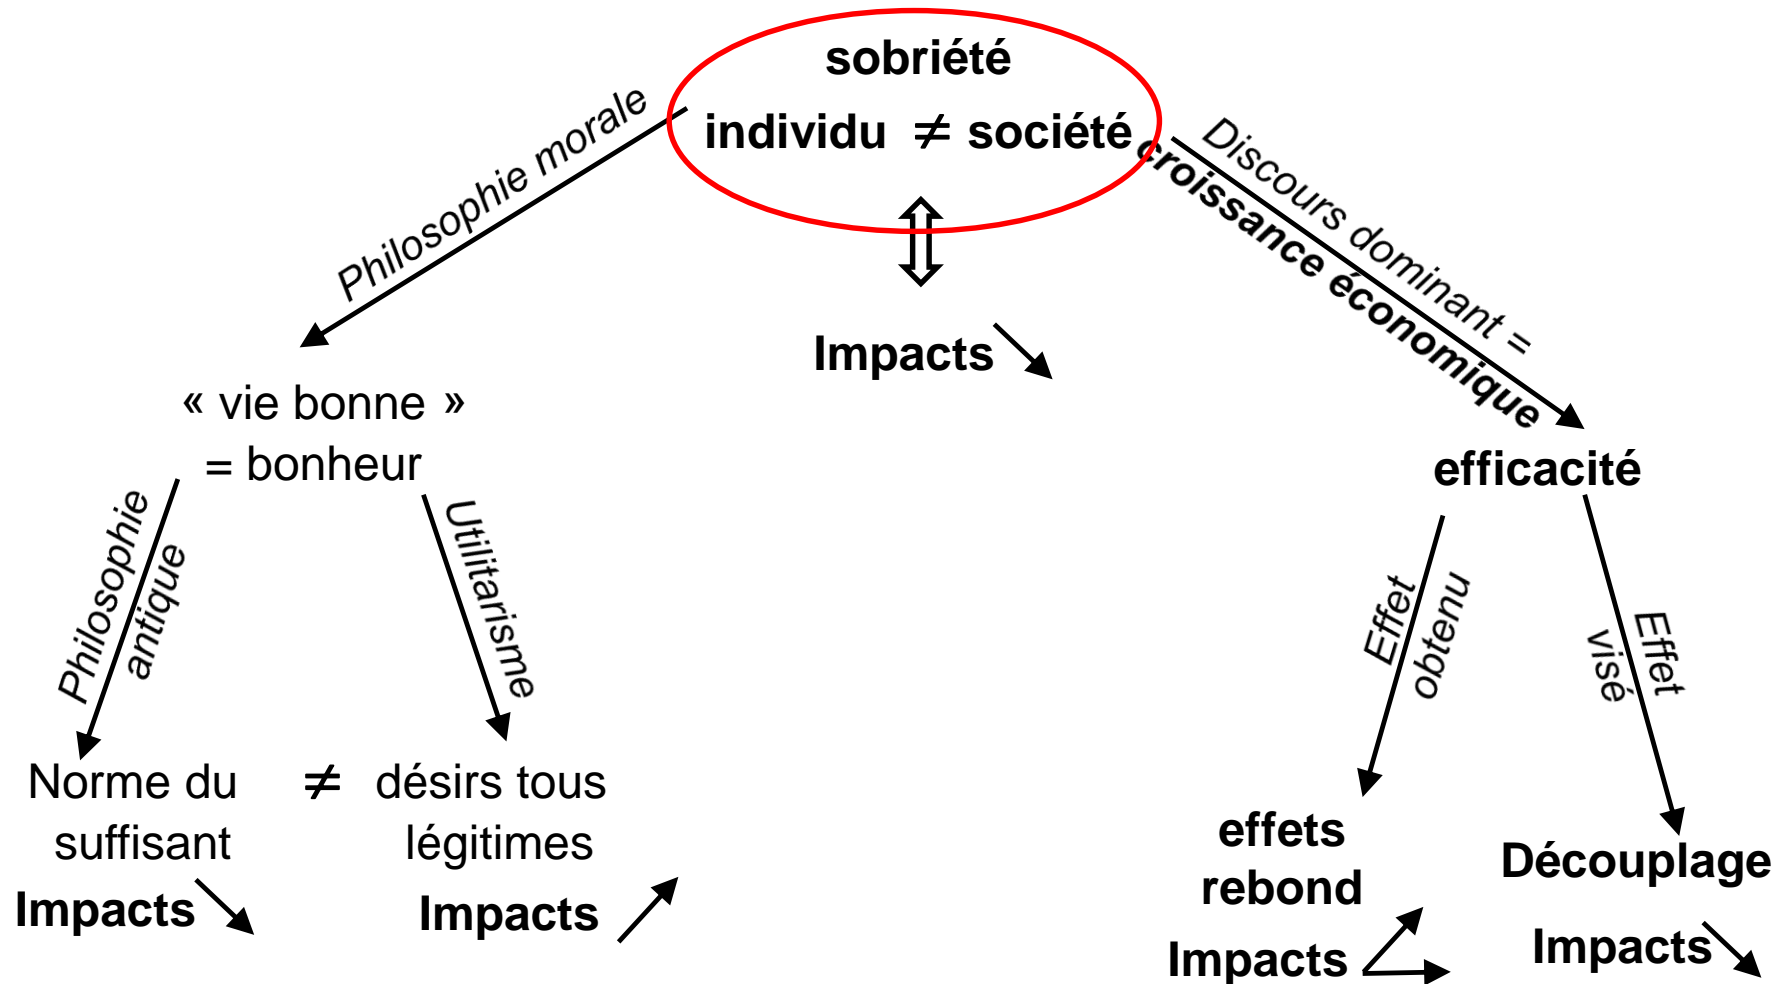 sobriété
individu ≠ société
Philosophie morale
Discours dominant =
croissance économique
Impacts
« vie bonne »
= bonheur
efficacité
Philosophie
antique
Utilitarisme
Effet
obtenu
Effet
visé
Norme du ≠ désirs tous
suffisant légitimes
Impacts
Impacts
effets
rebond
Impacts
Découplage
Impacts